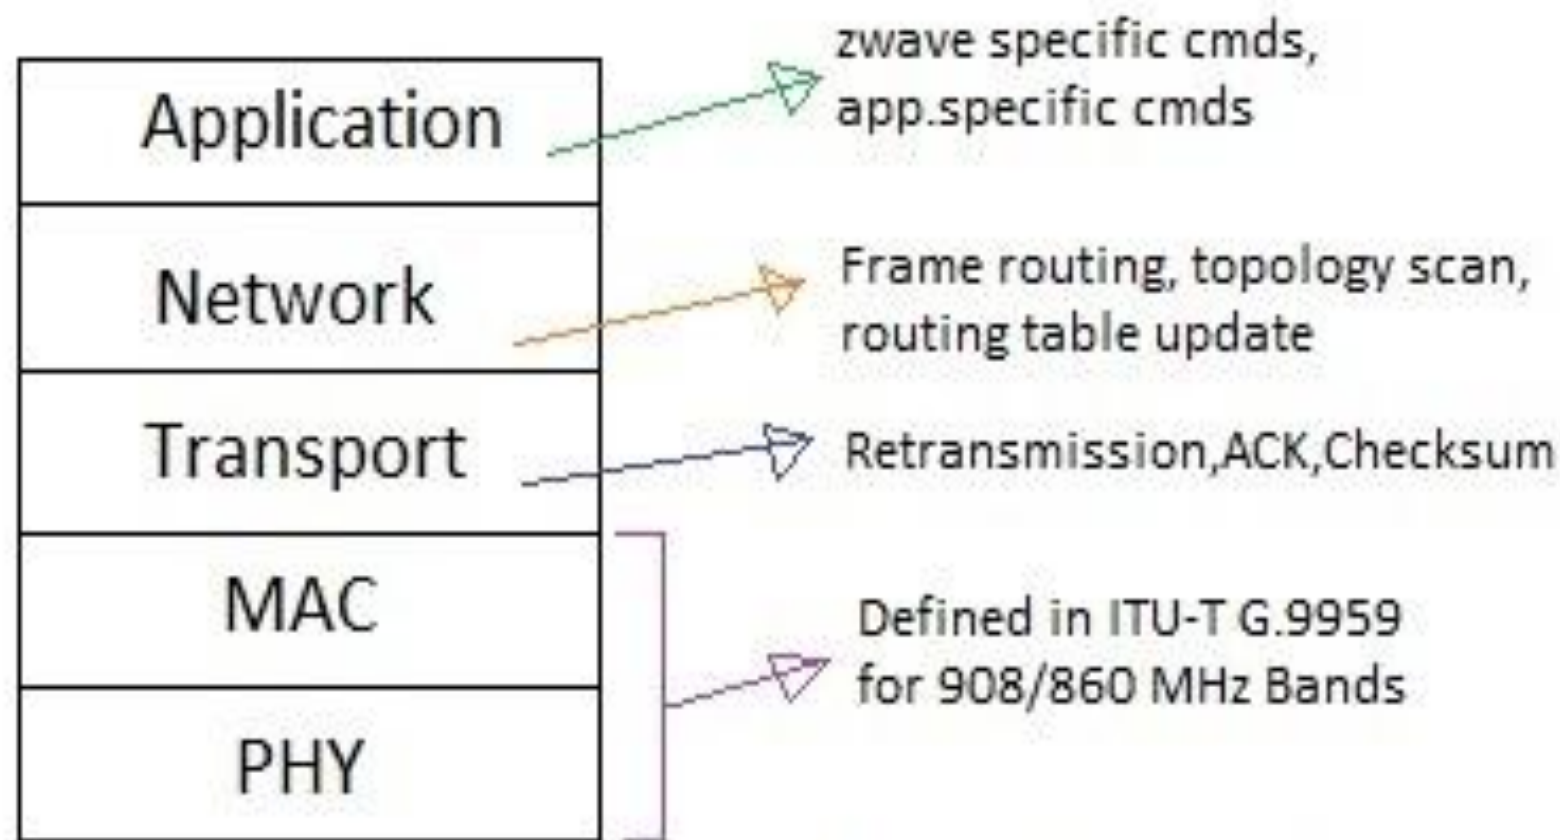 Application
zwave specific cmds,
app.specific cmds
Network
Frame routing, topology scan,
routing table update
Transport
Retransmission,ACK,Checksum
MAC
PHY
Defined in ITU-T G.9959
for 908/860 MHz Bands